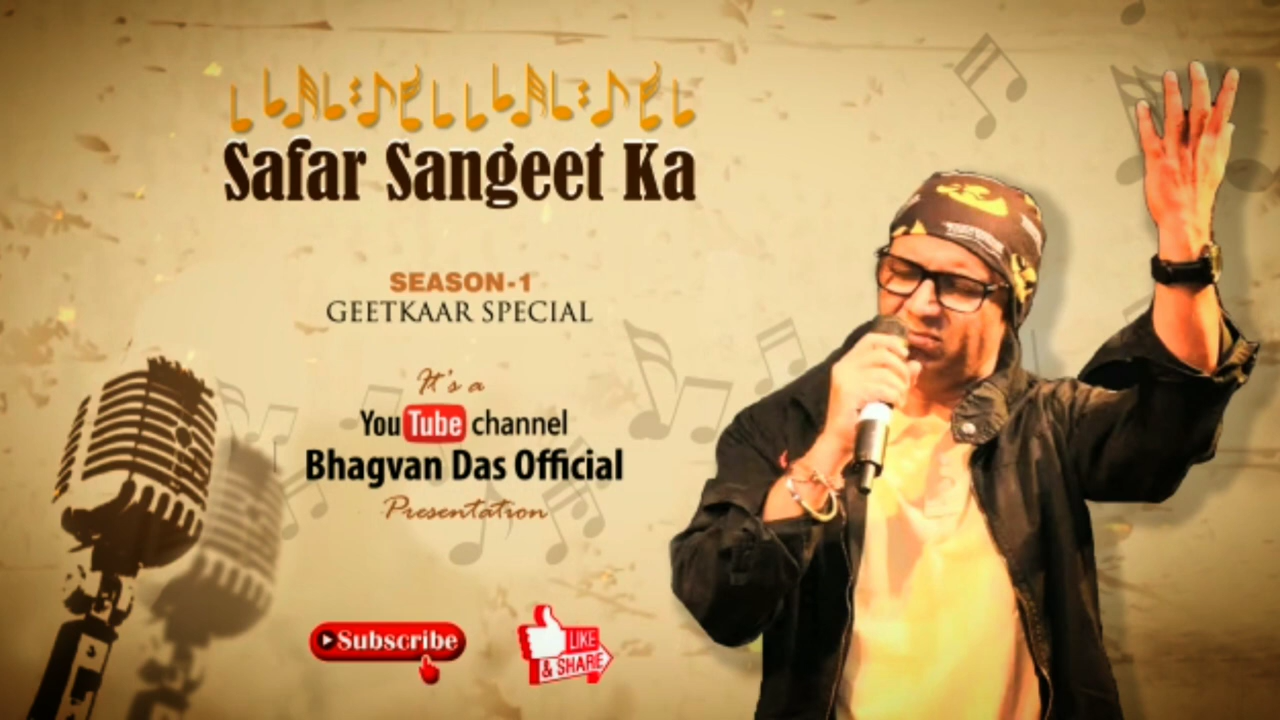 Safar Sangeet Ka
SEASON-1
GEETKAAR SPECIAL
It's a
YouTube channel
Bhagvan Das Official
Presentation
Subscribe
LIKE
& SHARE